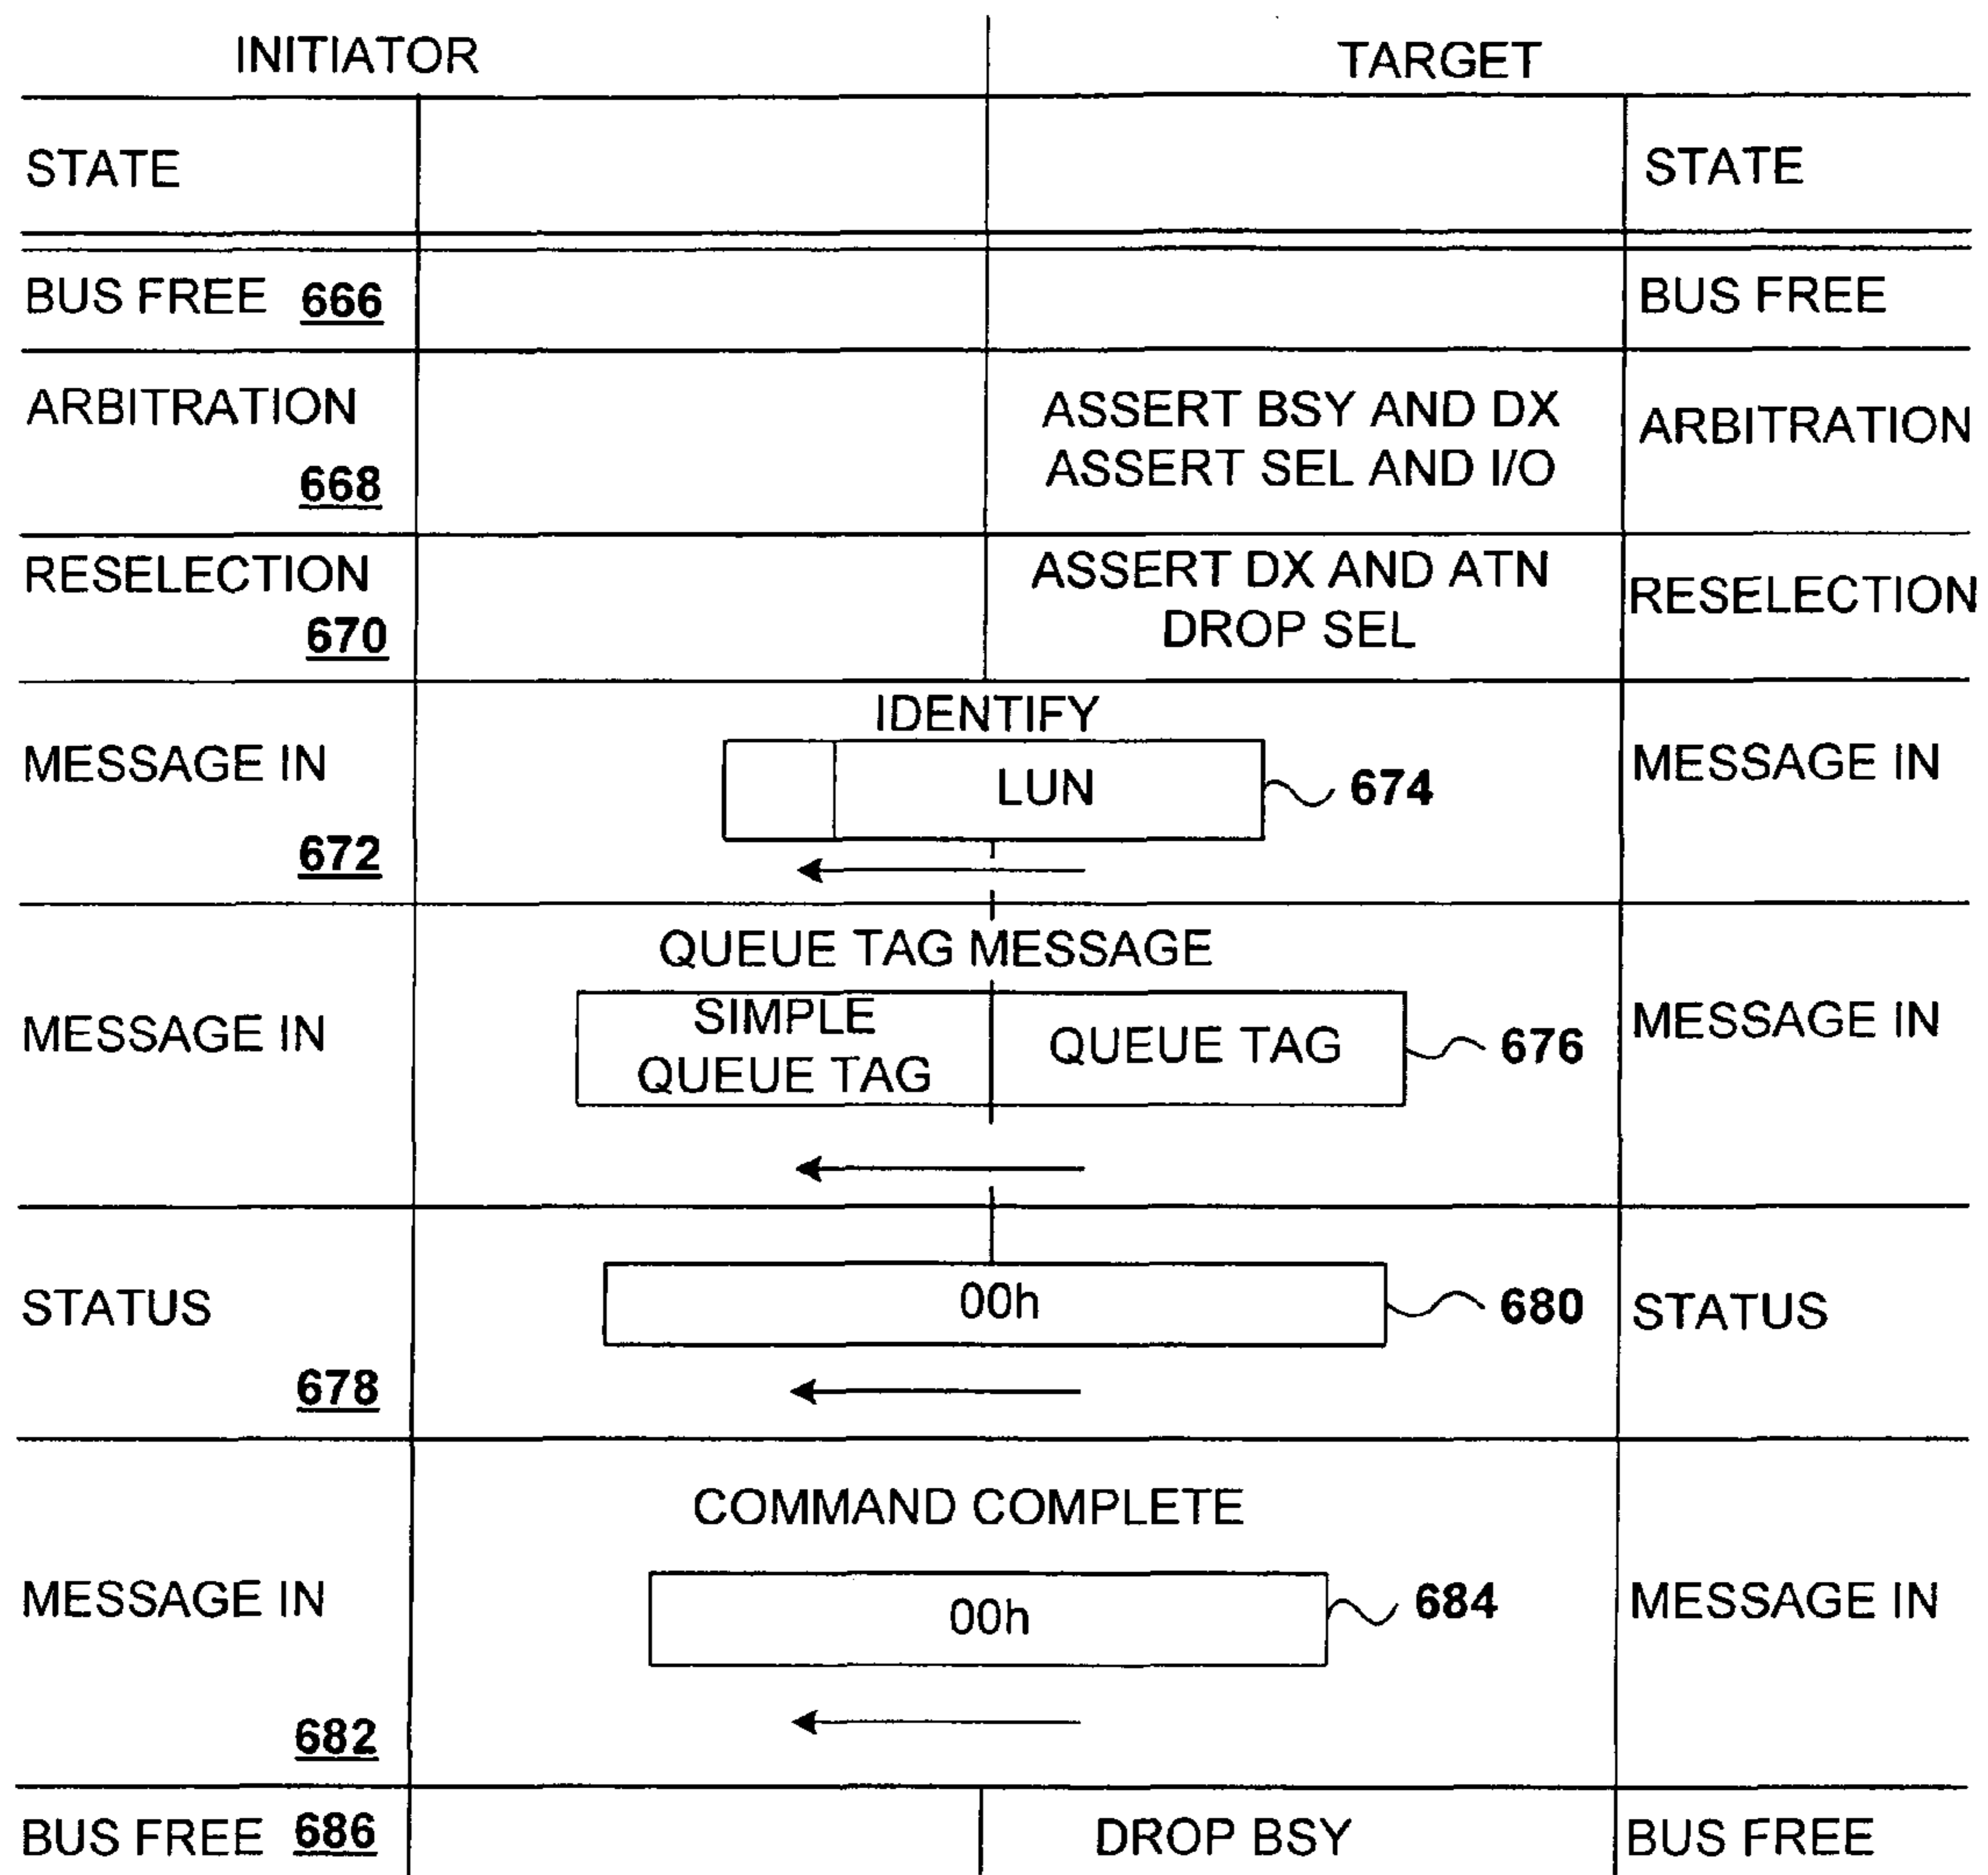 INITIATOR
TARGET
STATE
STATE
BUS FREE 666
BUS FREE
ARBITRATION
668
ASSERT BSY AND DX
ASSERT SEL AND I/O
ARBITRATION
RESELECTION
670
ASSERT DX AND ATN
DROP SEL
RESELECTION
MESSAGE IN
672
IDENTIFY
LUN
674
MESSAGE IN
MESSAGE IN
QUEUE TAG MESSAGE
SIMPLE
QUEUE TAG
QUEUE TAG
676
MESSAGE IN
STATUS
678
00h
680
STATUS
MESSAGE IN
682
COMMAND COMPLETE
00h
684
MESSAGE IN
BUS FREE 686
DROP BSY
BUS FREE